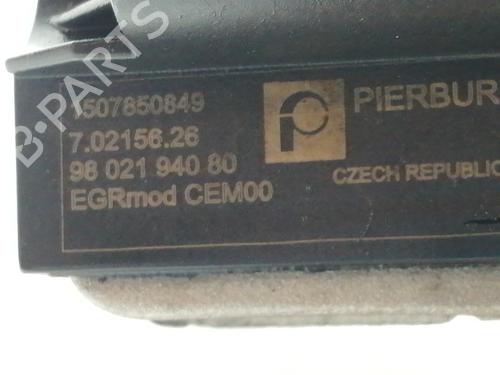 1507850849
7.02156.26
98 021 940 80
EGRmod CEM00
PIERBUR
CZECH REPUBLIC
B-PARTS